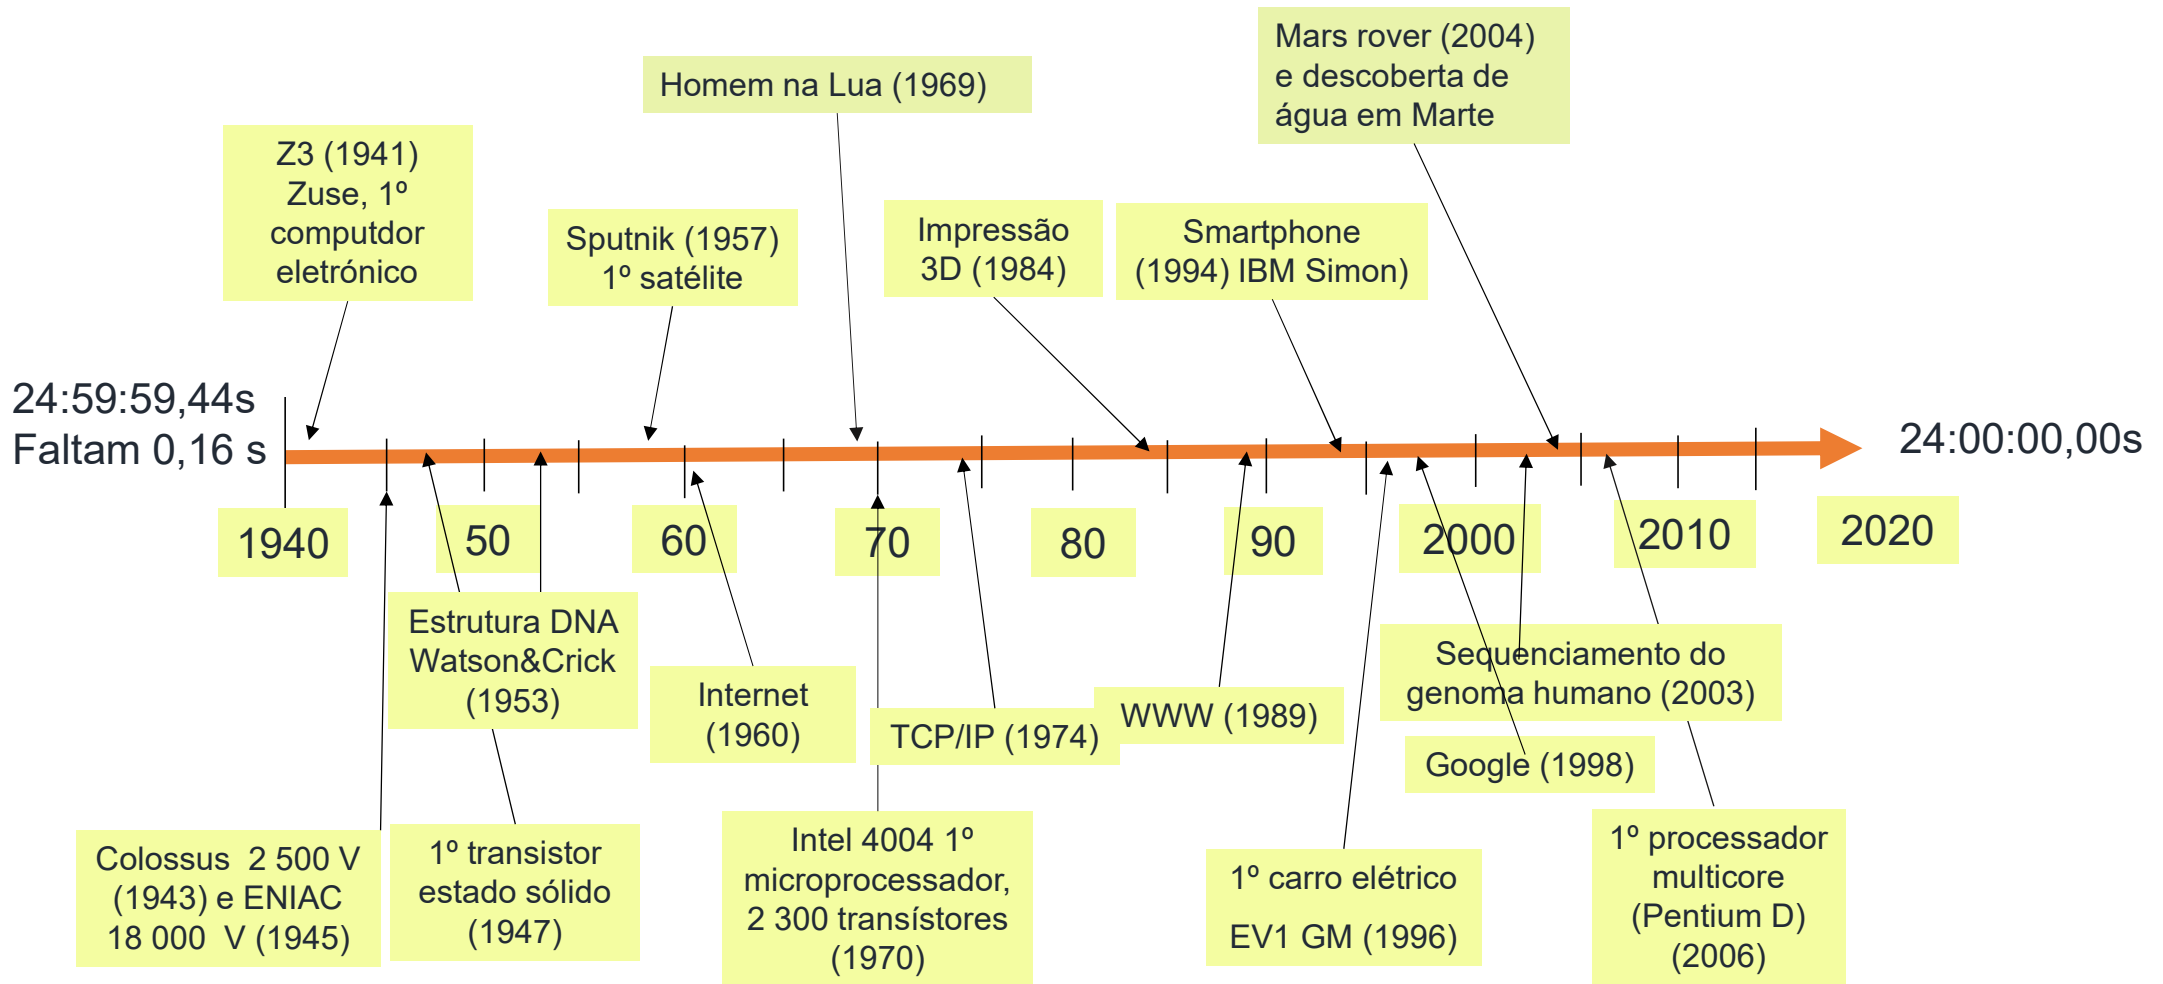 Mars rover (2004)
e descoberta de
água em Marte
Homem na Lua (1969)
Z3 (1941)
Zuse, 1º
computdor
eletrónico
Sputnik (1957)
1º satélite
Impressão
3D (1984)
Smartphone
(1994) IBM Simon)
24:59:59,44s
Faltam 0,16 s
24:00:00,00s
1940
50
60
70
80
90
2000
2010
2020
Estrutura DNA
Watson&Crick
(1953)
Internet
(1960)
TCP/IP (1974)
WWW (1989)
Sequenciamento do
genoma humano (2003)
Google (1998)
Colossus  2 500 V
(1943) e ENIAC
18 000  V (1945)
1º transistor
estado sólido
(1947)
Intel 4004 1º
microprocessador,
2 300 transístores
(1970)
1º carro elétrico
EV1 GM (1996)
1º processador
multicore
(Pentium D)
(2006)